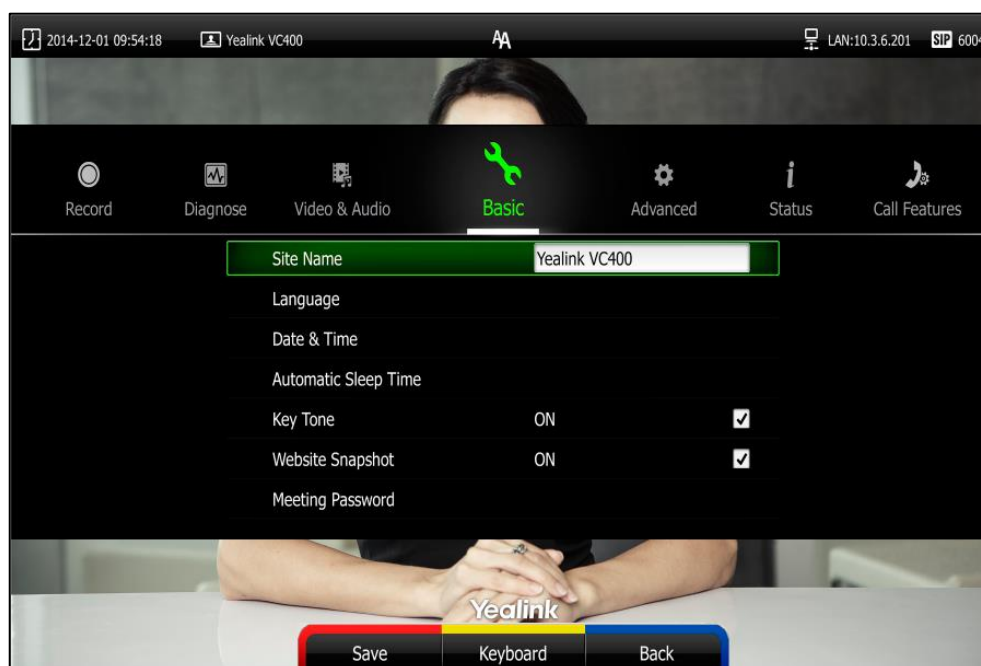 2014-12-01 09:54:18 Yealink VC400 AA LAN:10.3.6.201 SIP 6004
Record Diagnose Video & Audio Basic Advanced Status Call Features
Site Name Yealink VC400
Language
Date & Time
Automatic Sleep Time
Key Tone ON
Website Snapshot ON
Meeting Password
Yealink
Save Keyboard Back